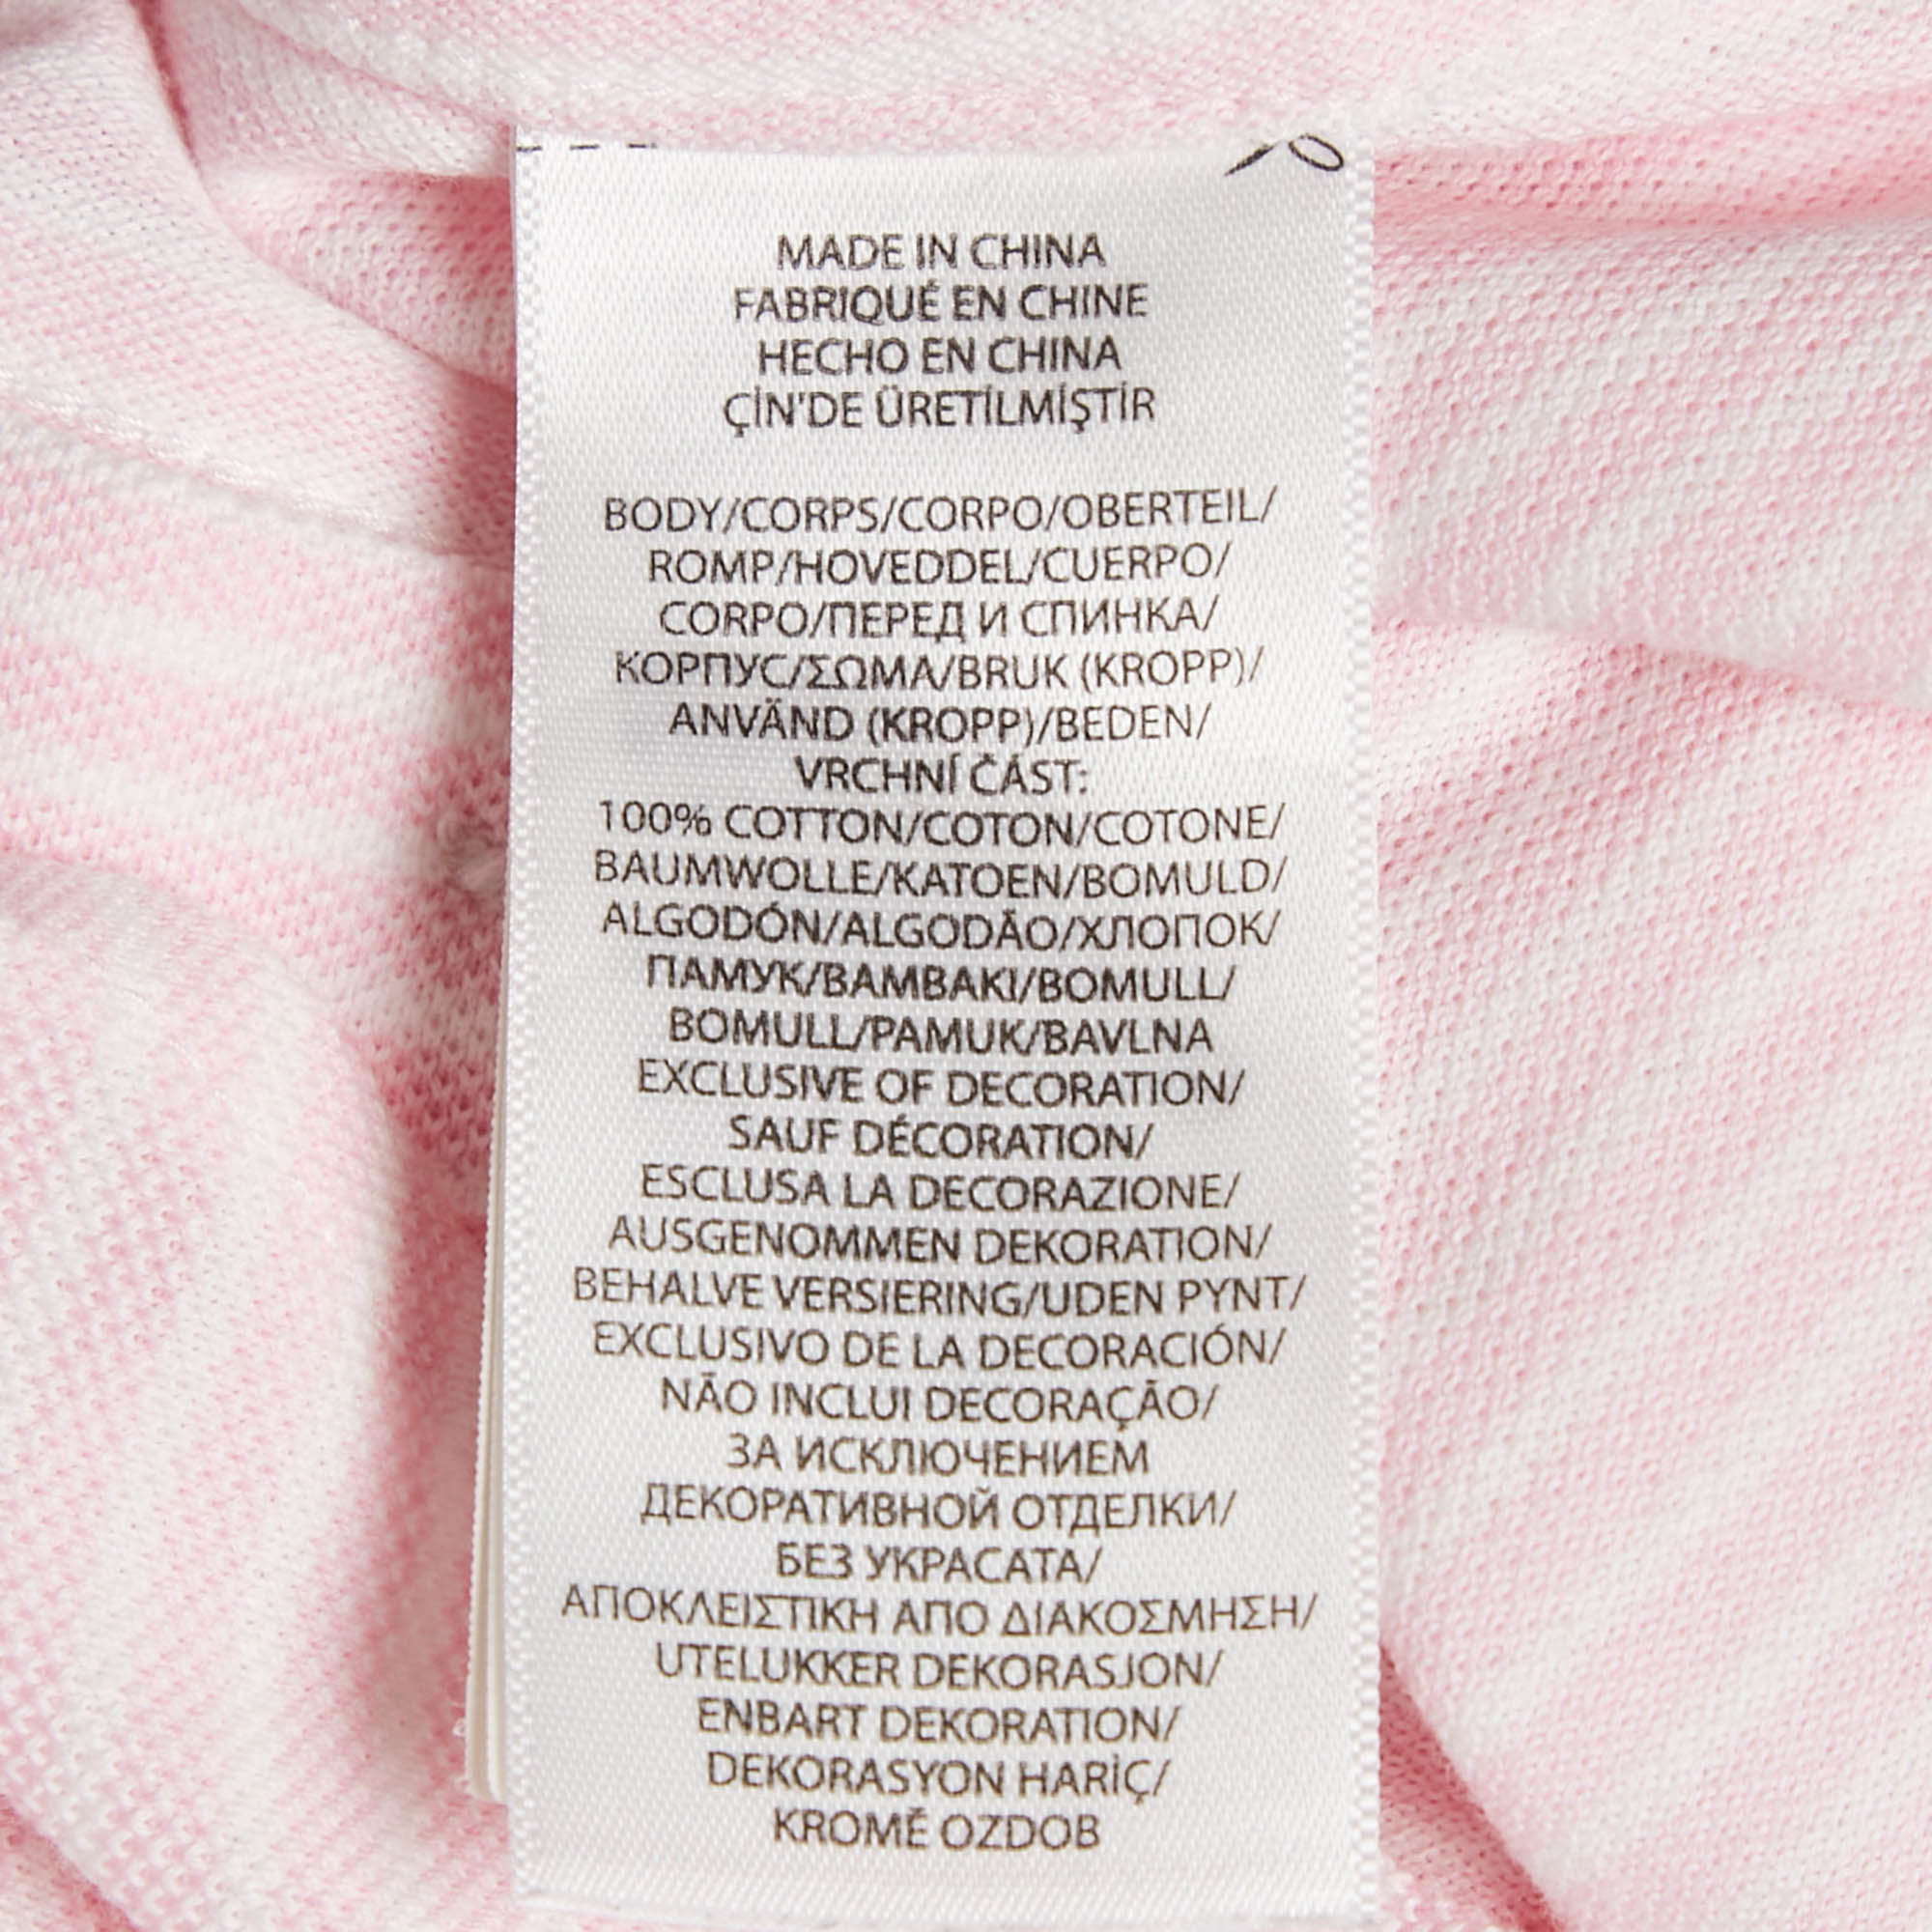 MADE IN CHINA
FABRIQUÉ EN CHINE
HECHO EN CHINA
ÇİN'DE ÜRETİLMİŞTİR
BODY/CORPS/CORPO/OBERTEIL/
ROMP/HOVEDDEL/CUERPO/
CORPO/ПЕРЕД И СПИНКА/
КОРПУС/ΣΩΜΑ/BRUK (KROPP)/
ANVÄND (KROPP)/BEDEN/
VRCHNÍ ČÁST:
100% COTTON/COTON/COTONE/
BAUMWOLLE/KATOEN/BOMULD/
ALGODÓN/ALGODÃO/ХЛОПОК/
ПАМУК/ΒΑΜΒΑΚΙ/BOMULL/
BOMULL/PAMUK/BAVLNA
EXCLUSIVE OF DECORATION/
SAUF DÉCORATION/
ESCLUSA LA DECORAZIONE/
AUSGENOMMEN DEKORATION/
BEHALVE VERSIERING/UDEN PYNT/
EXCLUSIVO DE LA DECORACIÓN/
NÃO INCLUI DECORAÇÃO/
ЗА ИСКЛЮЧЕНИЕМ
ДЕКОРАТИВНОЙ ОТДЕЛКИ/
БЕЗ УКРАСАТА/
ΑΠΟΚΛΕΙΣΤΙΚΗ ΑΠΟ ΔΙΑΚΟΣΜΗΣΗ/
UTELUKKER DEKORASJON/
ENBART DEKORATION/
DEKORASYON HARİÇ/
KROMĚ OZDOB